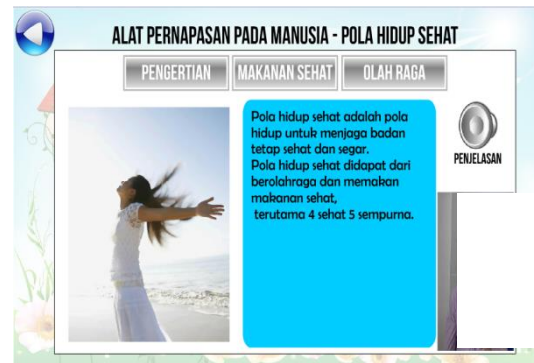 ALAT PERNAPASAN PADA MANUSIA - POLA HIDUP SEHAT
PENGERTIAN
MAKANAN SEHAT
OLAH RAGA
Pola hidup sehat adalah pola
hidup untuk menjaga badan
tetap sehat dan segar.
Pola hidup sehat didapat dari
berolahraga dan memakan
makanan sehat,
terutama 4 sehat 5 sempurna.
PENJELASAN